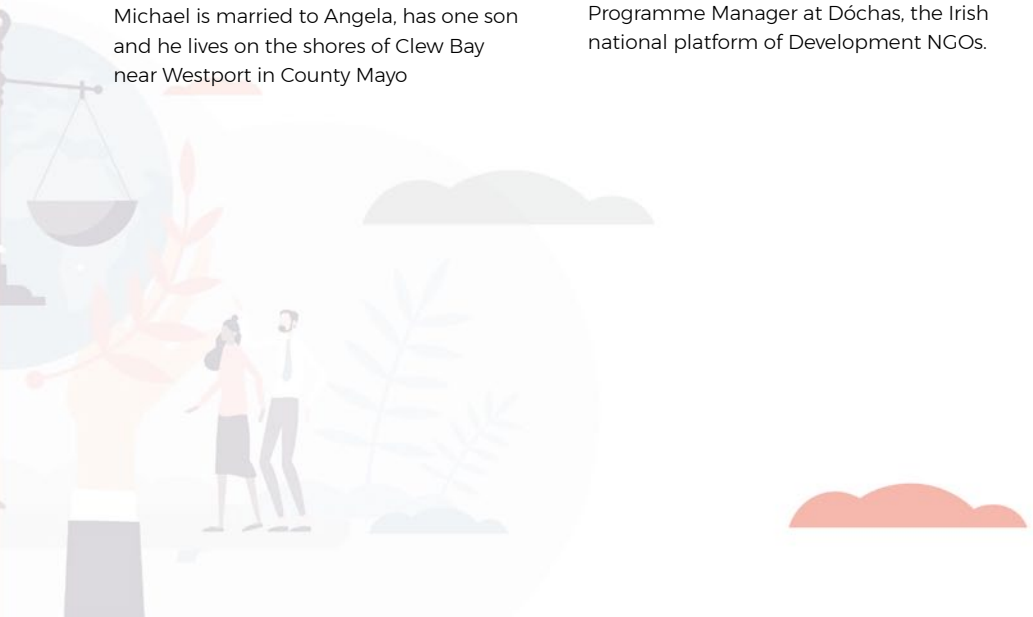 Michael is married to Angela, has one son
and he lives on the shores of Clew Bay
near Westport in County Mayo
Programme Manager at Dóchas, the Irish
national platform of Development NGOs.